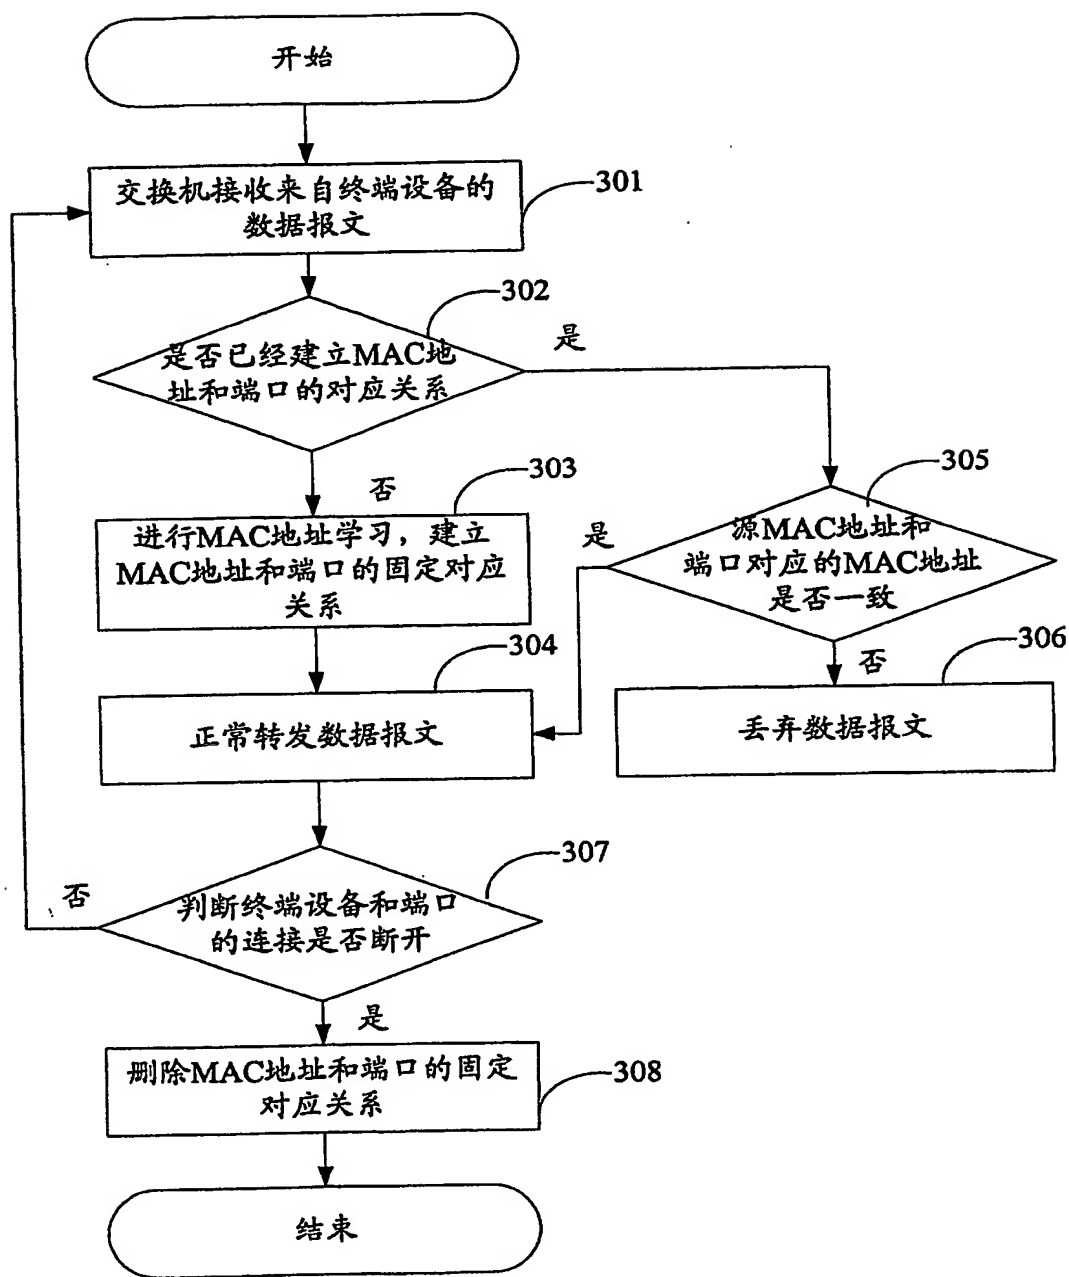 开始
交换机接收来自终端设备的
数据报文
301
302
是否已经建立MAC地
址和端口的对应关系
是
否
303
进行MAC地址学习，建立
MAC地址和端口的固定对应
关系
305
源MAC地址和
端口对应的MAC地址
是否一致
是
否
304
正常转发数据报文
306
丢弃数据报文
307
判断终端设备和端口
的连接是否断开
否
是
删除MAC地址和端口的固定
对应关系
308
结束